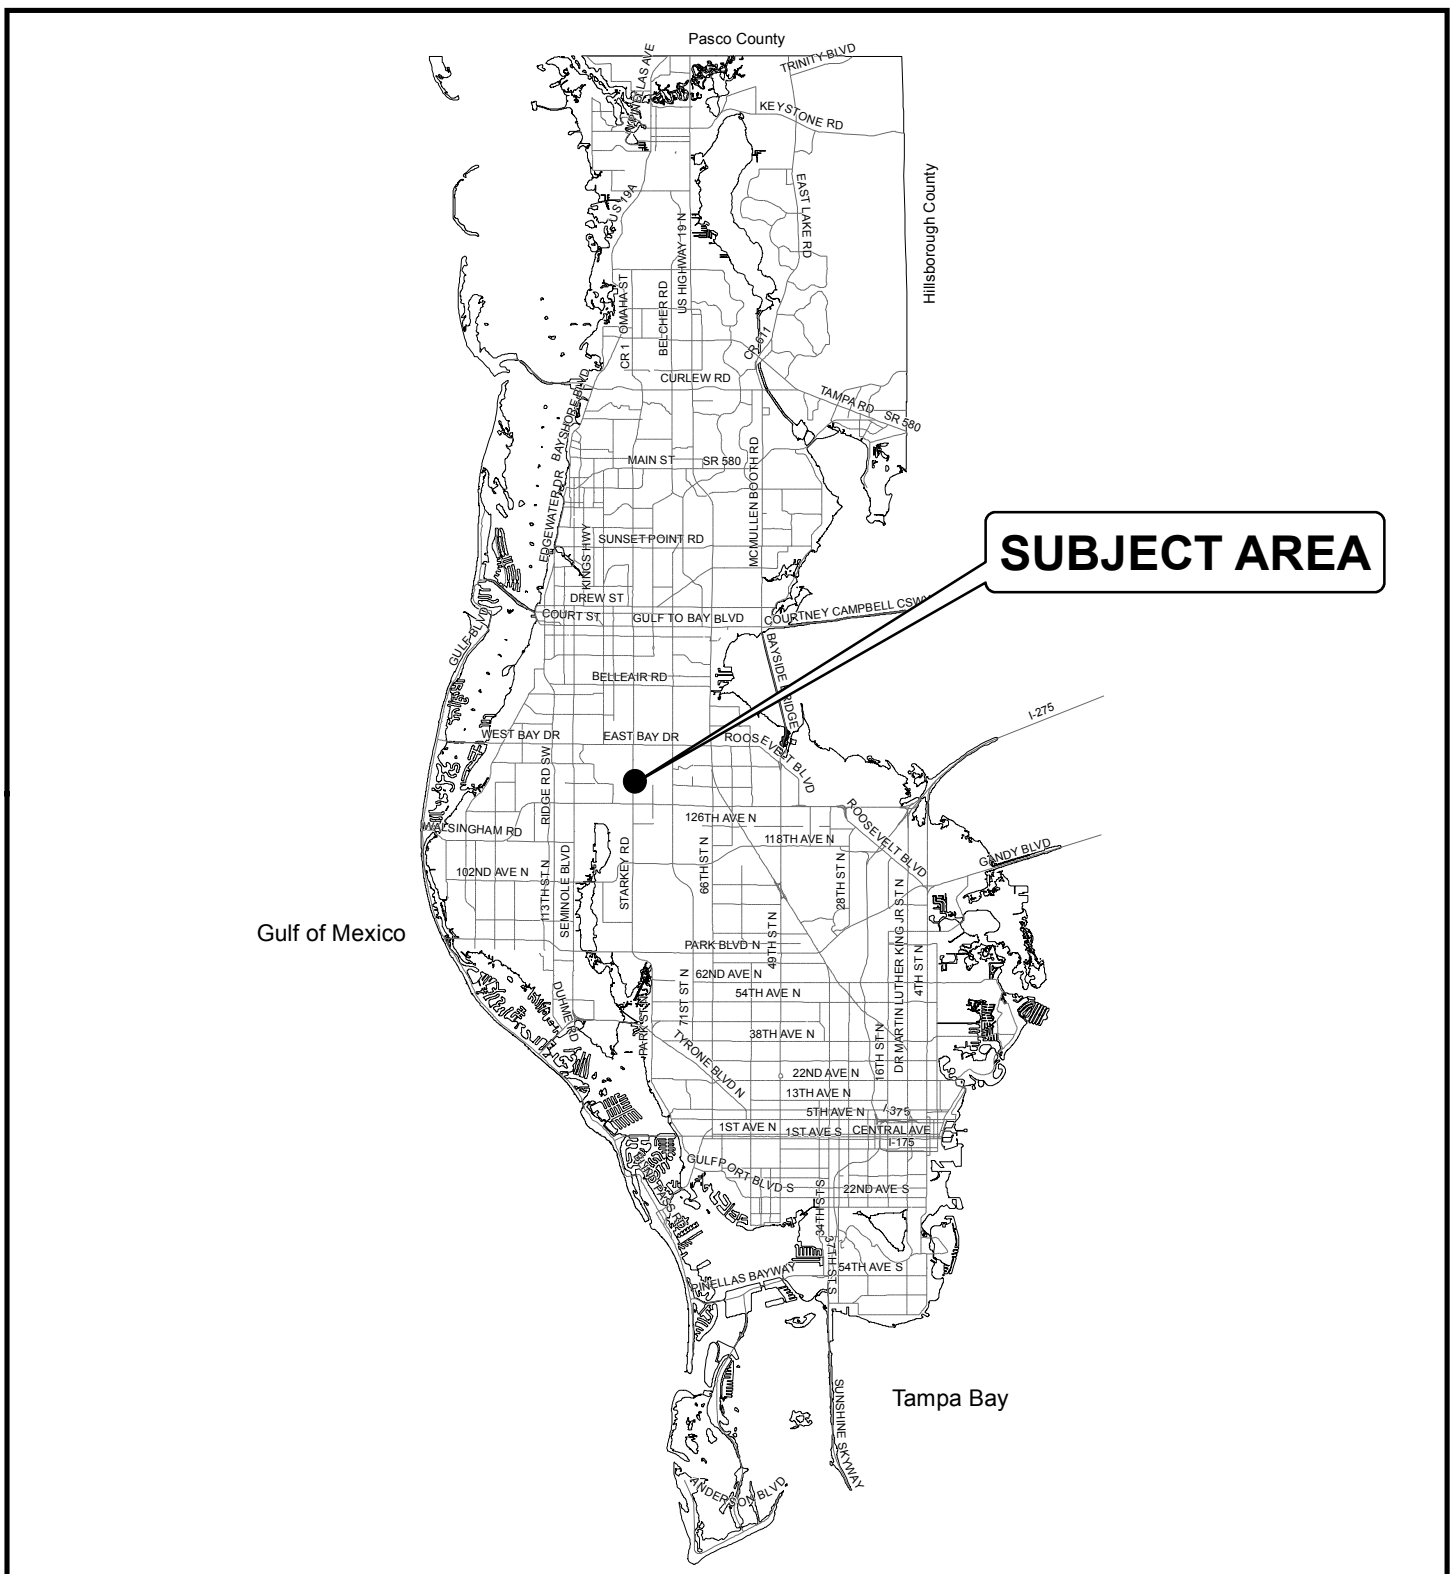 Pasco County
TRINITY BLVD
KEYSTONE RD
EAST LAKE RD
Hillsborough County
US 19A
US HIGHWAY 19 N
OMAHA ST
CR 1
BELCHER RD
CR 611
CURLEW RD
TAMPA RD
SR 580
BAYSHORE BLVD
EDGEWATER DR
MAIN ST
SR 580
MCMULLEN BOOTH RD
KINGS HWY
SUNSET POINT RD
SUBJECT AREA
DREW ST
COURT ST
GULF TO BAY BLVD
COURTNEY CAMPBELL CSWY
GULF BLVD
BAYSIDE BRIDGE
BELLEAIR RD
I-275
WEST BAY DR
EAST BAY DR
ROOSEVELT BLVD
RIDGE RD SW
WALSINGHAM RD
126TH AVE N
118TH AVE N
ROOSEVELT BLVD
GANDY BLVD
102ND AVE N
113TH ST N
SEMINOLE BLVD
STARKEY RD
66TH ST N
28TH ST N
49TH ST N
DR MARTIN LUTHER KING JR ST N
4TH ST N
Gulf of Mexico
PARK BLVD N
62ND AVE N
71ST ST N
54TH AVE N
DUHME RD
PARK ST N
38TH AVE N
TYRONE BLVD N
16TH ST N
22ND AVE N
13TH AVE N
5TH AVE N
I-375
1ST AVE N
1ST AVE S
CENTRAL AVE
I-175
GULFPORT BLVD S
22ND AVE S
34TH ST S
37TH ST S
54TH AVE S
PINELLAS BAYWAY
SUNSHINE SKYWAY
Tampa Bay
ANDERSON BLVD